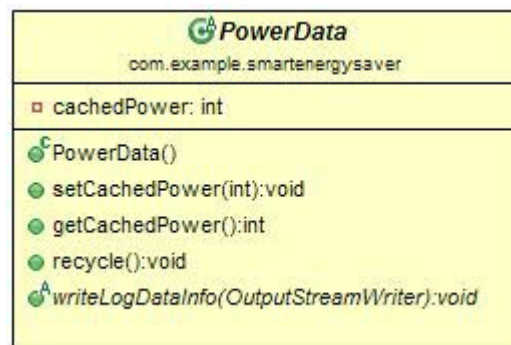 PowerData
com.example.smartenergysaver
cachedPower: int
PowerData()
setCachedPower(int):void
getCachedPower():int
recycle():void
writeLogDataInfo(OutputStreamWriter):void